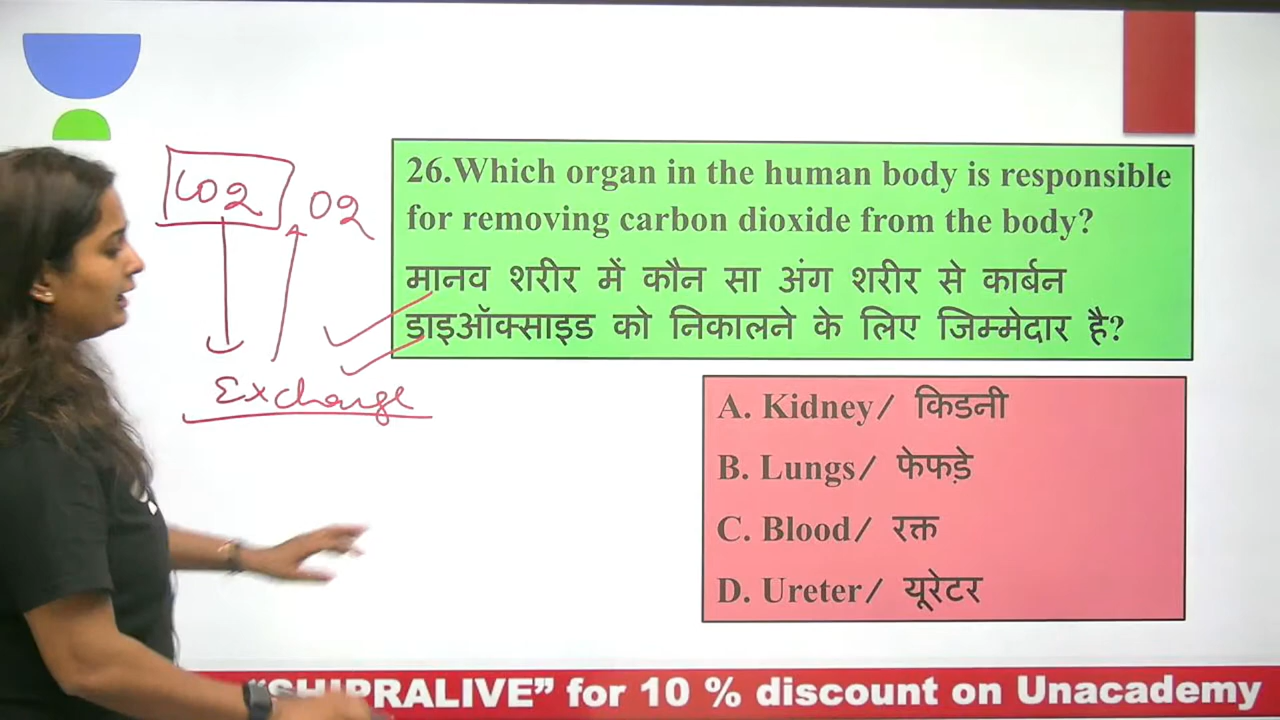 CO2 O2
Exchange
26.Which organ in the human body is responsible
for removing carbon dioxide from the body?
मानव शरीर में कौन सा अंग शरीर से कार्बन
डाइऑक्साइड को निकालने के लिए जिम्मेदार है?
A. Kidney/ किडनी
B. Lungs/ फेफड़े
C. Blood/ रक्त
D. Ureter/ यूरेटर
“SHIPRALIVE” for 10 % discount on Unacademy